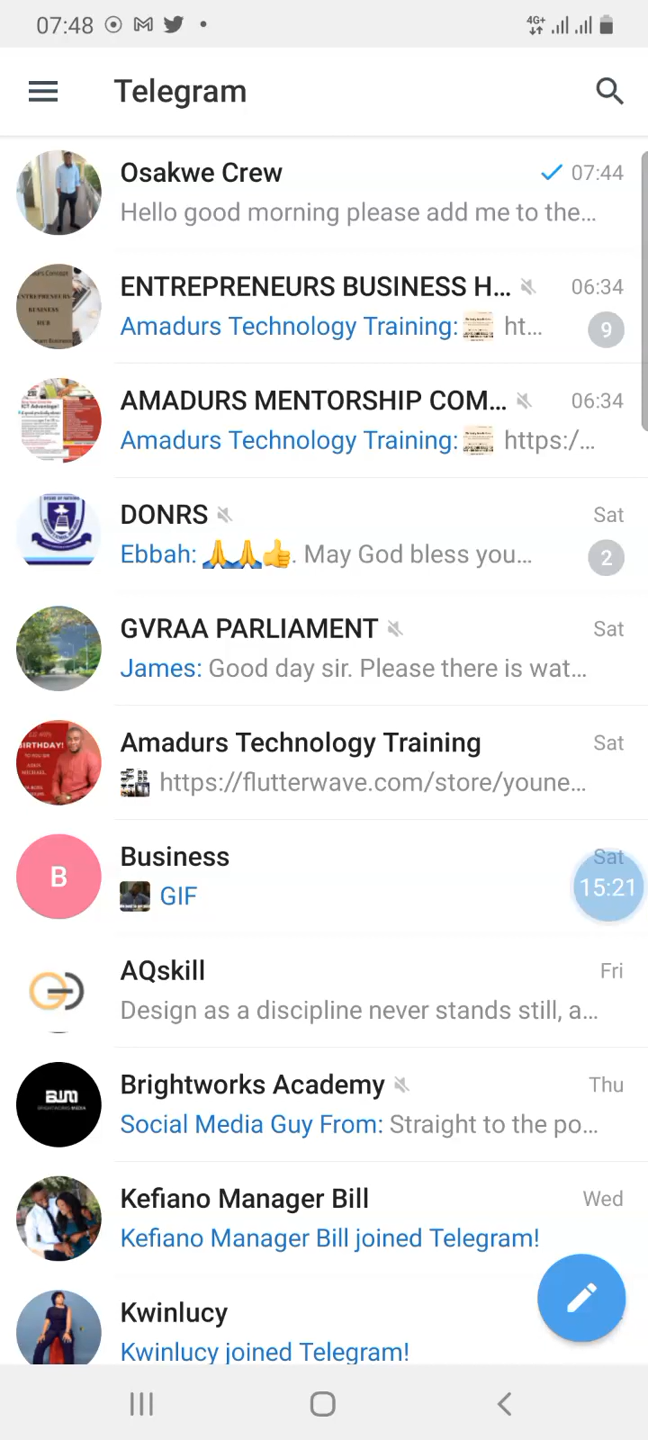 07:48 4G+
Telegram
Osakwe Crew 07:44
Hello good morning please add me to the...
ENTREPRENEURS BUSINESS H... 06:34
Amadurs Technology Training: ht... 9
AMADURS MENTORSHIP COM... 06:34
Amadurs Technology Training: https:/...
DONRS Sat
Ebbah: 🙏🙏👍. May God bless you... 2
GVRAA PARLIAMENT Sat
James: Good day sir. Please there is wat...
BIRTHDAY!
Amadurs Technology Training Sat
https://flutterwave.com/store/youne...
B
Business Sat
GIF 15:21
AQskill Fri
Design as a discipline never stands still, a...
Brightworks Academy Thu
Social Media Guy From: Straight to the po...
Kefiano Manager Bill Wed
Kefiano Manager Bill joined Telegram!
Kwinlucy
Kwinlucy joined Telegram!